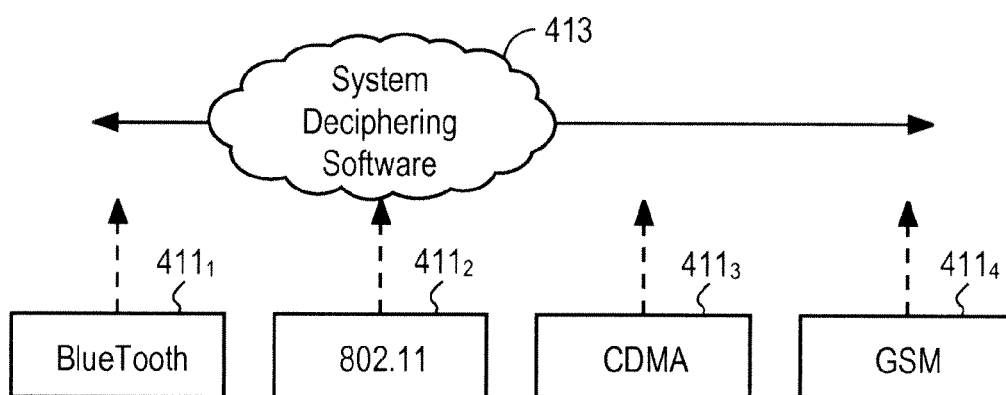 413
System
Deciphering
Software
411₁
411₂
411₃
411₄
BlueTooth
802.11
CDMA
GSM